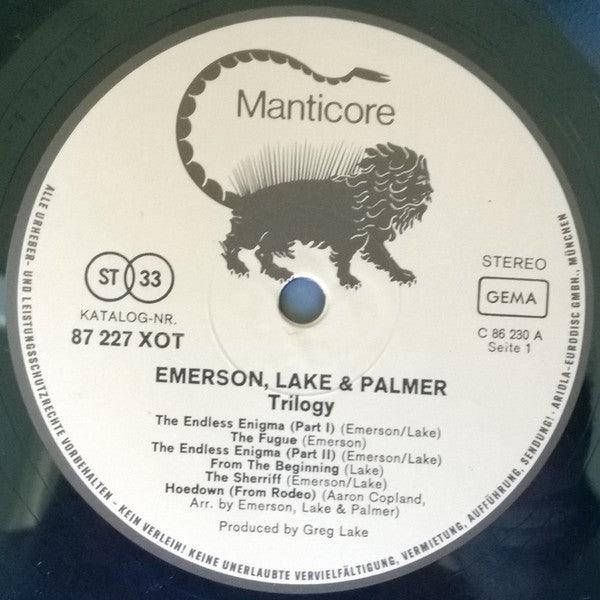 Manticore
ST 33
KATALOG-NR.
87 227 XOT
STEREO
GEMA
C 86 230 A
Seite 1
EMERSON, LAKE & PALMER
Trilogy
The Endless Enigma (Part I) (Emerson/Lake)
The Fugue (Emerson)
The Endless Enigma (Part II) (Emerson/Lake)
From The Beginning (Lake)
The Sherriff (Emerson/Lake)
Hoedown (From Rodeo) (Aaron Copland,
Arr. by Emerson, Lake & Palmer)
Produced by Greg Lake
ALLE URHEBER- UND LEISTUNGSSCHUTZRECHTE VORBEHALTEN - KEIN VERLEIH! KEINE UNERLAUBTE VERVIELFÄLTIGUNG, VERMIETUNG, AUFFÜHRUNG, SENDUNG! · ARIOLA-EURODISC GMBH., MÜNCHEN